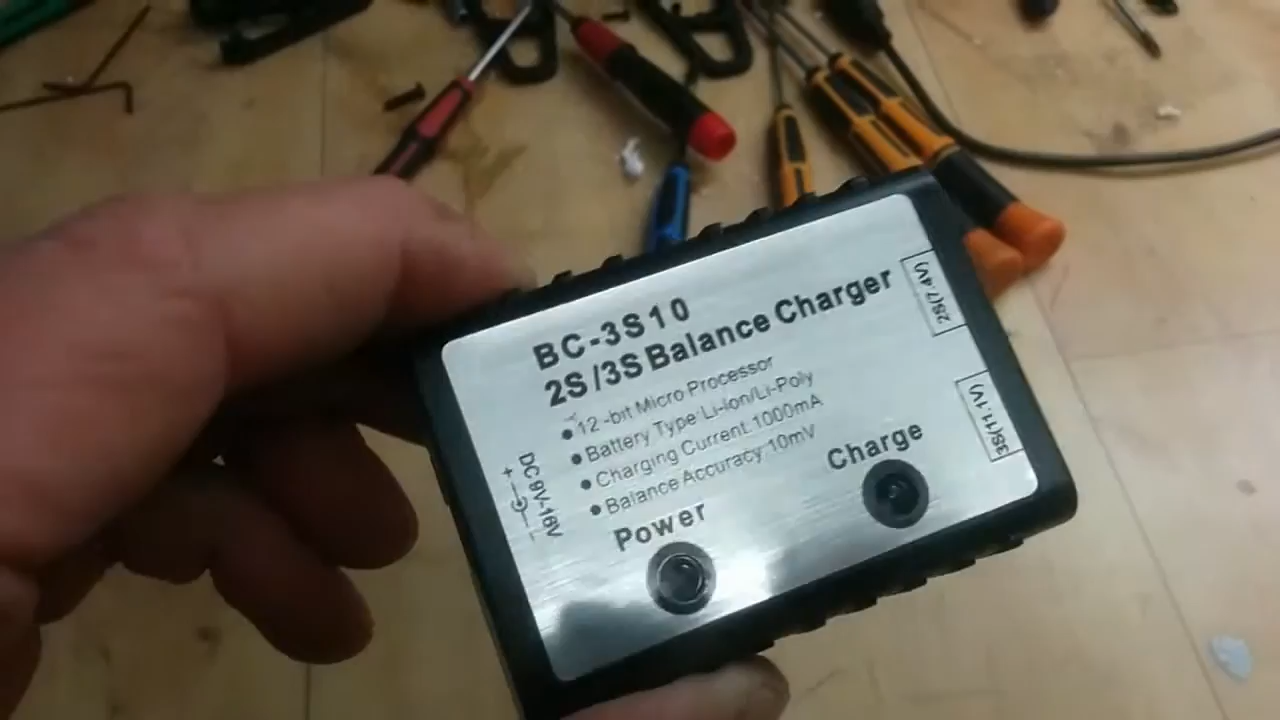 BC-3S10
2S/3S Balance Charger
12-bit Micro Processor
Battery Type:Li-Ion/Li-Poly
Charging Current:1000mA
Balance Accuracy:10mV
DC 9V-16V
+ -
Power
Charge
2S(7.4V)
3S(11.1V)